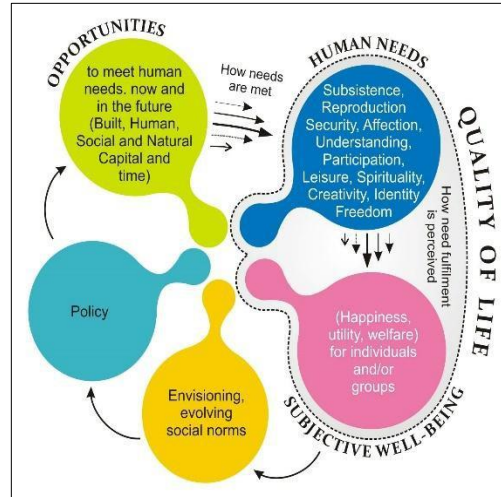 OPPORTUNITIES
to meet human
needs. now and
in the future
(Built, Human,
Social and Natural
Capital and
time)
How needs
are met
HUMAN NEEDS
Subsistence,
Reproduction
Security, Affection,
Understanding,
Participation,
Leisure, Spirituality,
Creativity, Identity
Freedom
QUALITY OF LIFE
How need fulfilment
is perceived
(Happiness,
utility, welfare)
for individuals
and/or
groups
SUBJECTIVE WELL-BEING
Envisioning,
evolving
social norms
Policy